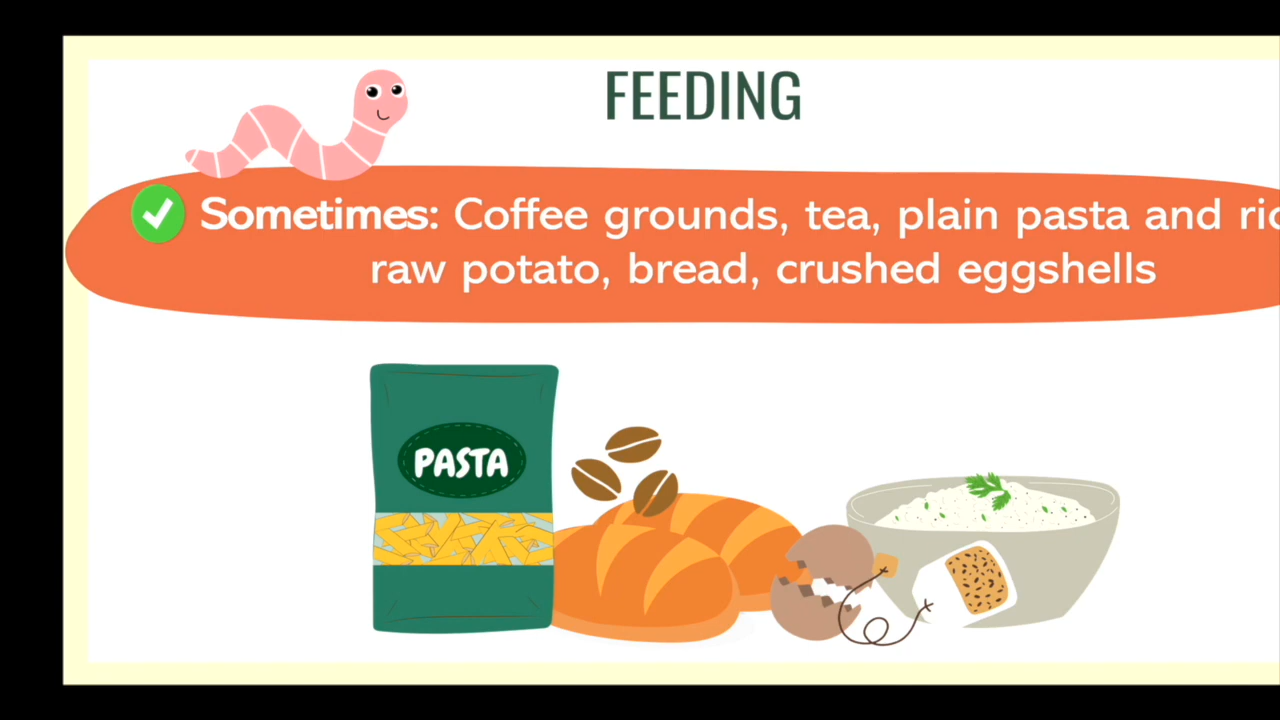 FEEDING
Sometimes: Coffee grounds, tea, plain pasta and
raw potato, bread, crushed eggshells
PASTA